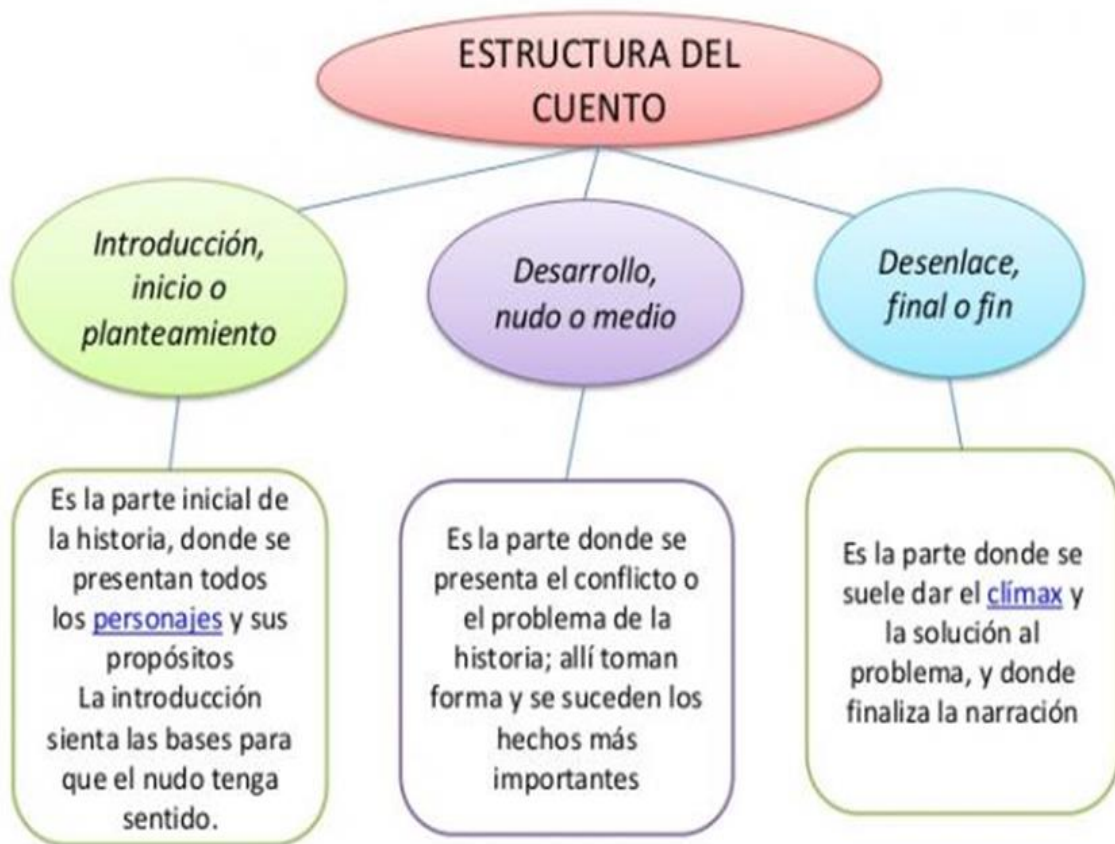 ESTRUCTURA DEL
CUENTO
Introducción,
inicio o
planteamiento
Desarrollo,
nudo o medio
Desenlace,
final o fin
Es la parte inicial de
la historia, donde se
presentan todos
los personajes y sus
propósitos
La introducción
sienta las bases para
que el nudo tenga
sentido.
Es la parte donde se
presenta el conflicto o
el problema de la
historia; allí toman
forma y se suceden los
hechos más
importantes
Es la parte donde se
suele dar el clímax y
la solución al
problema, y donde
finaliza la narración